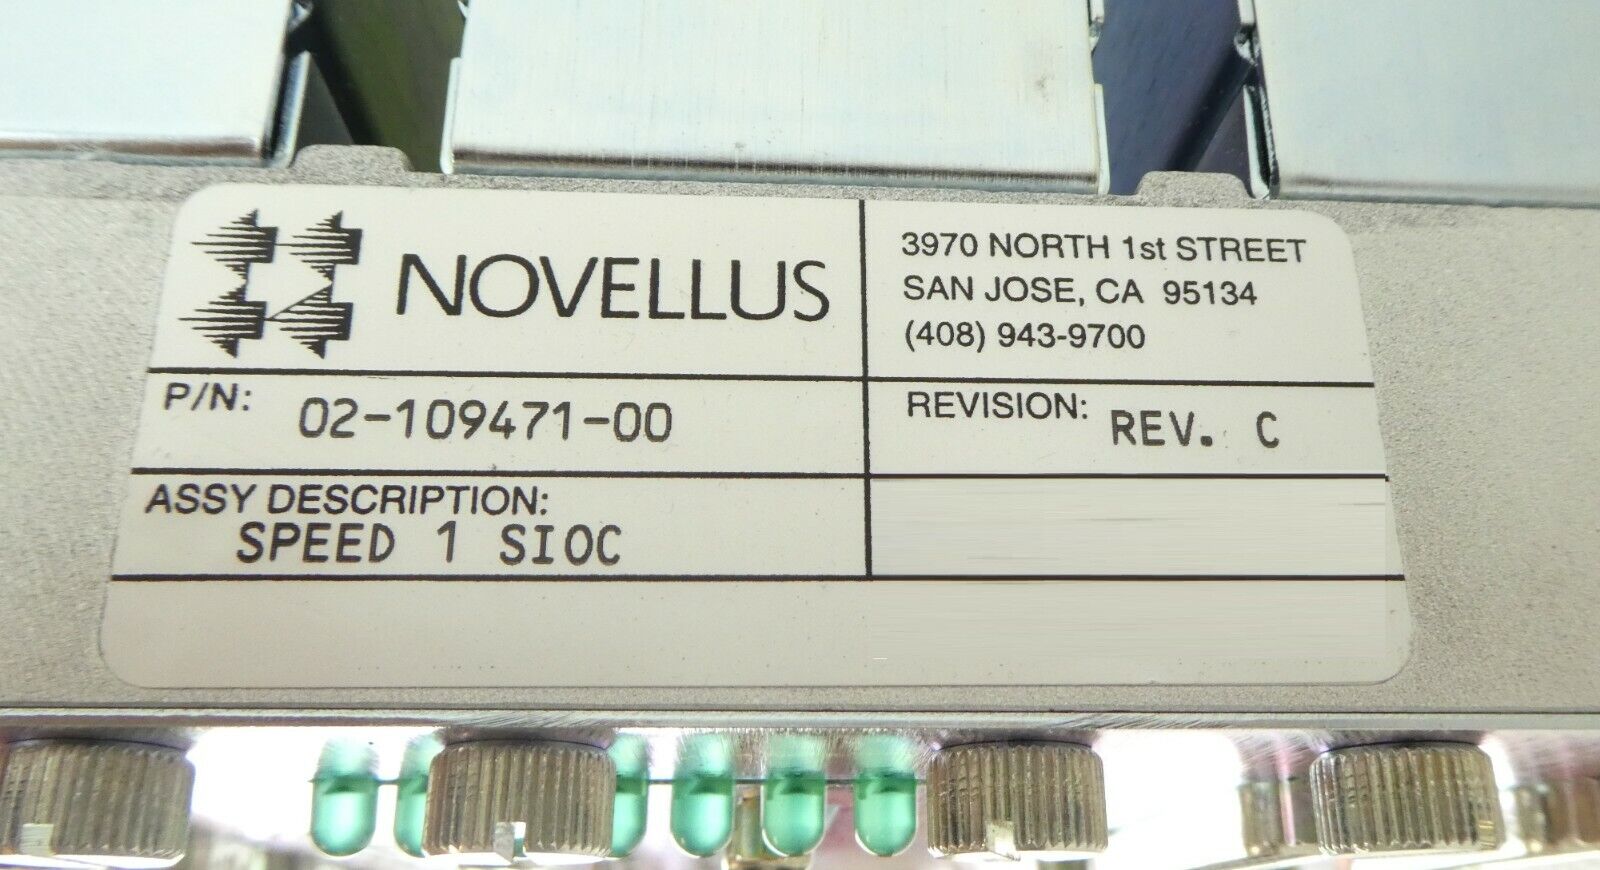 NOVELLUS
3970 NORTH 1st STREET
SAN JOSE, CA 95134
(408) 943-9700
P/N: 02-109471-00
REVISION: REV. C
ASSY DESCRIPTION:
SPEED 1 SIOC